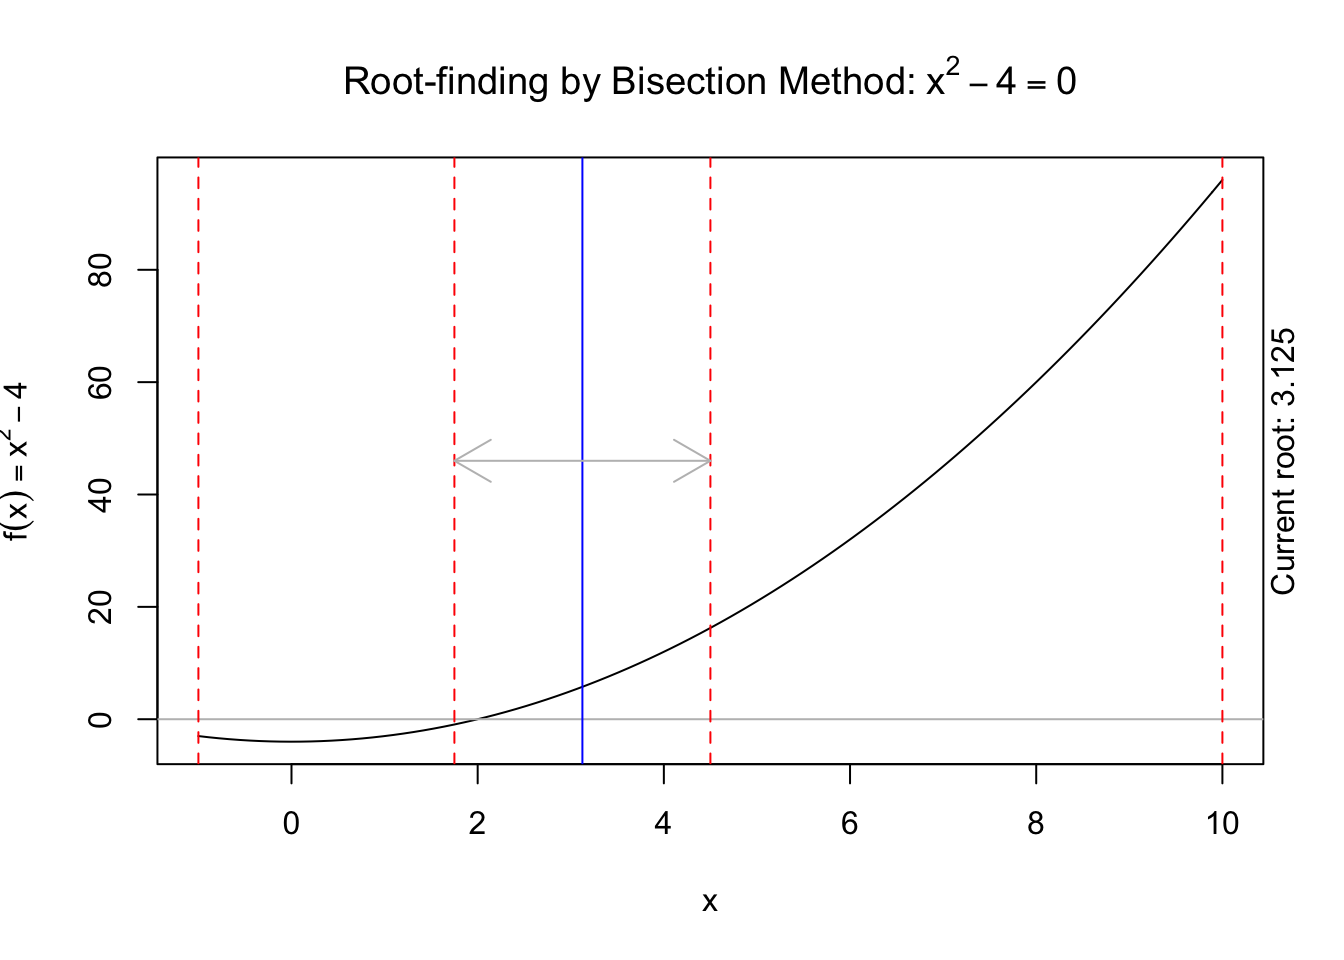 Root-finding by Bisection Method: x² − 4 = 0
f(x) = x² − 4
80
60
40
20
0
0 2 4 6 8 10
x
Current root: 3.125